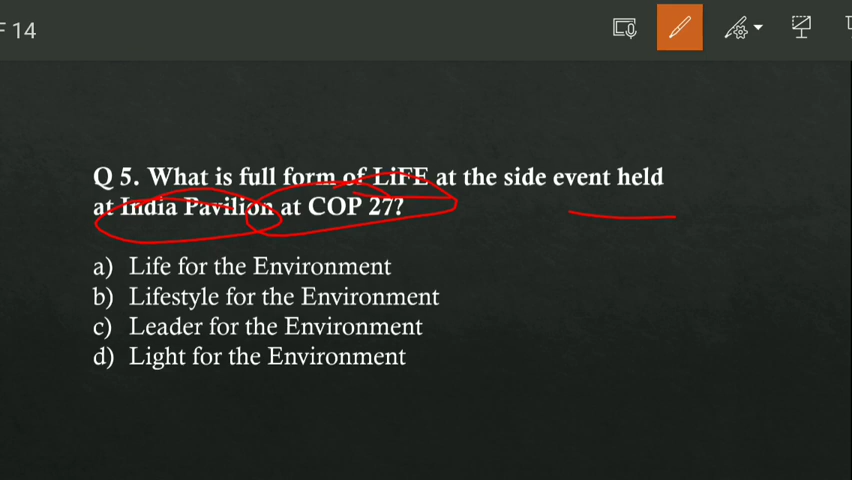 F 14
Q 5. What is full form of LiFE at the side event held
at India Pavilion at COP 27?
a) Life for the Environment
b) Lifestyle for the Environment
c) Leader for the Environment
d) Light for the Environment